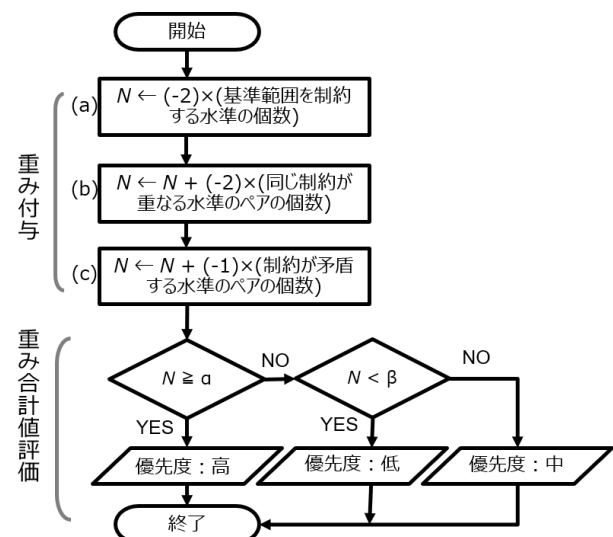 開始
重み付与
(a)
N ← (-2)×(基準範囲を制約
する水準の個数)
(b)
N ← N + (-2)×(同じ制約が
重なる水準のペアの個数)
(c)
N ← N + (-1)×(制約が矛盾
する水準のペアの個数)
重み合計値評価
N ≧ α
NO
N < β
NO
YES
YES
優先度：高
優先度：低
優先度：中
終了